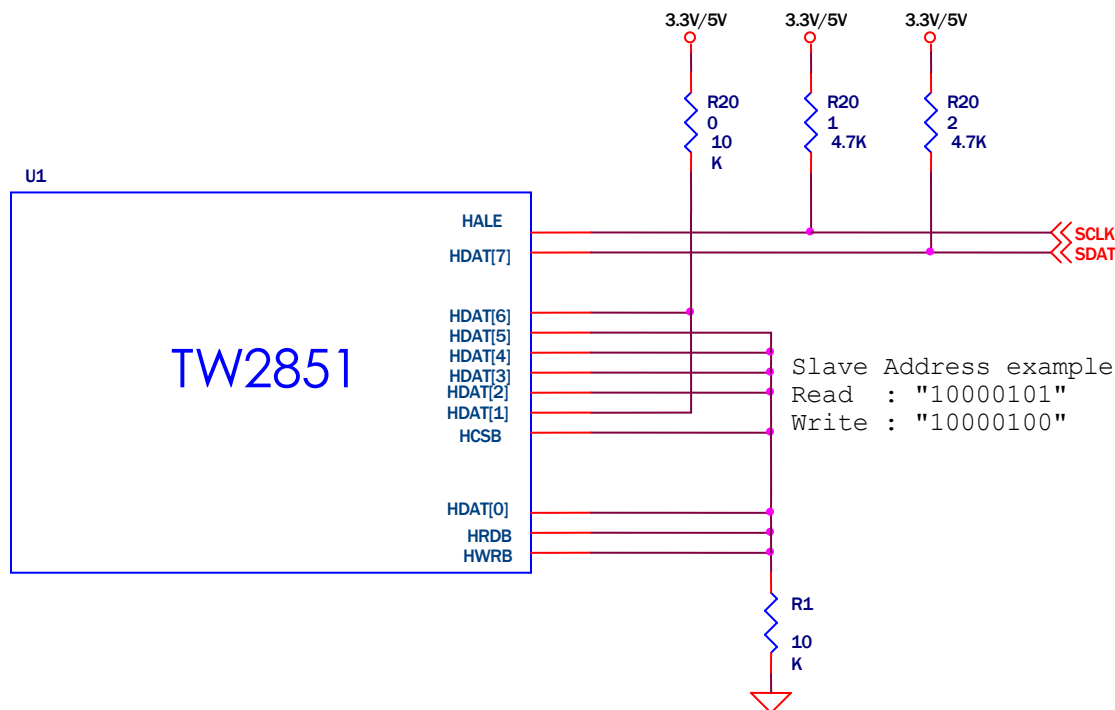 3.3V/5V 3.3V/5V 3.3V/5V
R20 R20 R20
0 1 2
10 4.7K 4.7K
K
U1
HALE
SCLK
HDAT[7]
SDAT
HDAT[6]
HDAT[5]
HDAT[4]
HDAT[3]
HDAT[2]
HDAT[1]
HCSB
TW2851
Slave Address example
Read : "10000101"
Write : "10000100"
HDAT[0]
HRDB
HWRB
R1
10
K